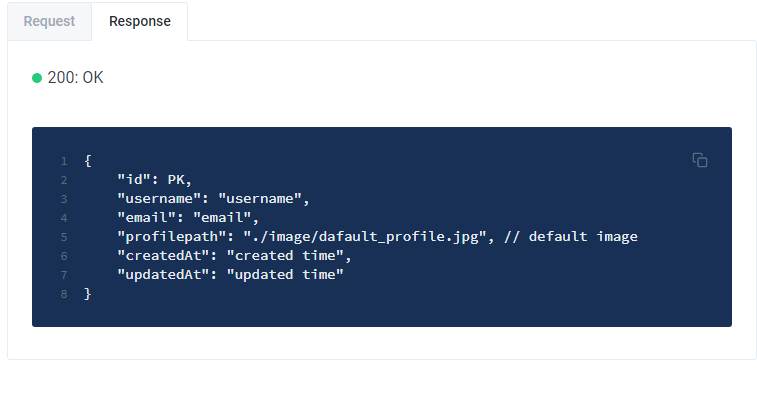 Request Response
200: OK
1 {
2 "id": PK,
3 "username": "username",
4 "email": "email",
5 "profilepath": "./image/dafault_profile.jpg", // default image
6 "createdAt": "created time",
7 "updatedAt": "updated time"
8 }